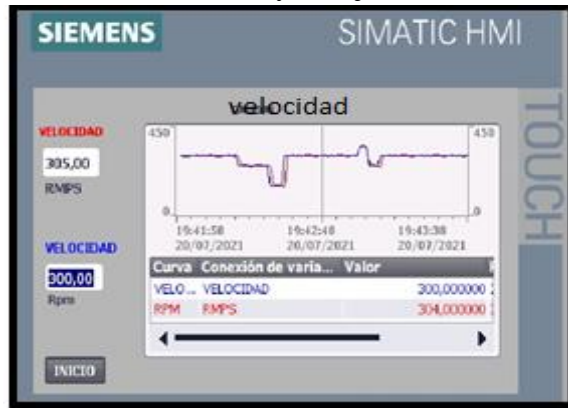 SIEMENS
SIMATIC HMI
TOUCH
velocidad
VELOCIDAD
305,00
RMPS
VELOCIDAD
300,00
Rpm
450
450
0
0
19:41:58
20/07/2021
19:42:48
20/07/2021
19:43:38
20/07/2021
Curva Conexión de varia... Valor
VELO... VELOCIDAD 300,000000
RPM RMPS 304,000000
INICIO